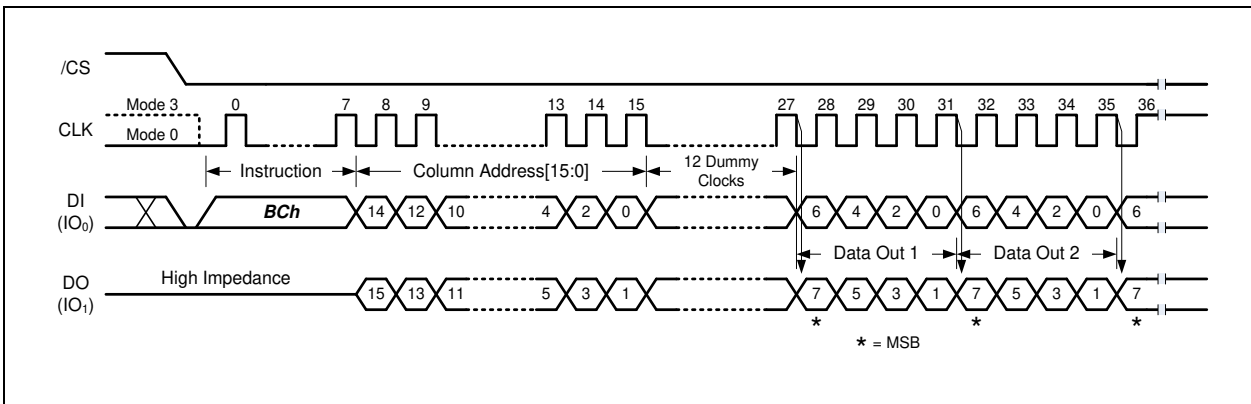 /CS
Mode 3 0 7 8 9 13 14 15 27 28 29 30 31 32 33 34 35 36
CLK
Mode 0
Instruction Column Address[15:0] 12 Dummy
Clocks
DI
(IO0)
BCh 14 12 10 4 2 0 6 4 2 0 6 4 2 0 6
Data Out 1 Data Out 2
High Impedance
DO
(IO1)
15 13 11 5 3 1 7 5 3 1 7 5 3 1 7
* * *
* = MSB